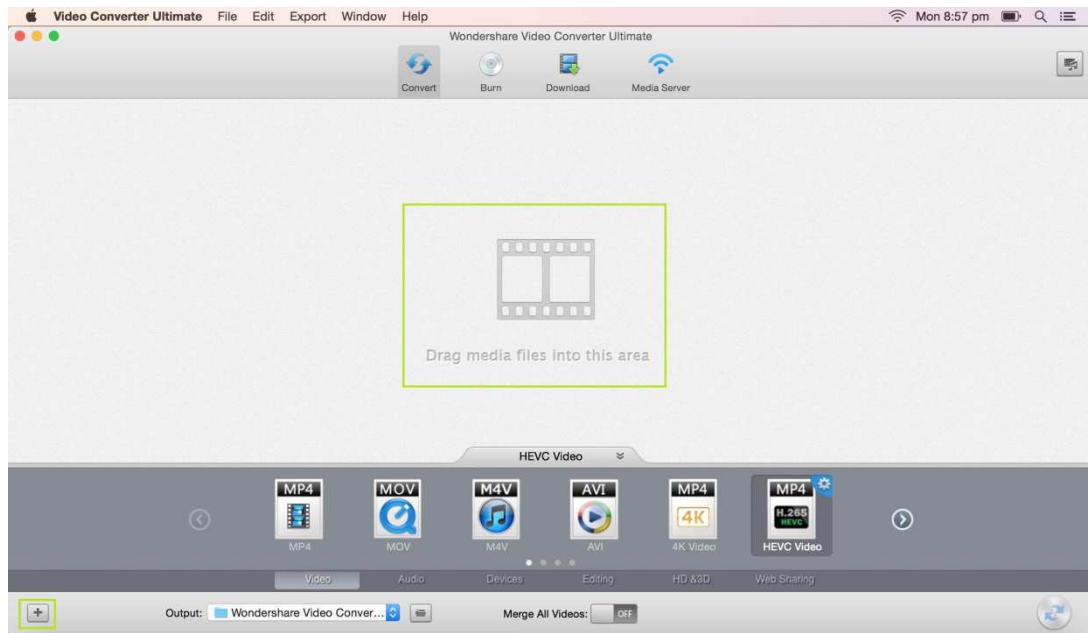 Video Converter Ultimate File Edit Export Window Help Mon 8:57 pm
Wondershare Video Converter Ultimate
Convert Burn Download Media Server
Drag media files into this area
HEVC Video
MP4 MOV M4V AVI MP4 MP4
4K H.265
HEVC
MP4 MOV M4V AVI 4K Video HEVC Video
Video Audio Devices Editing HD &3D Web Sharing
Output: Wondershare Video Conver... Merge All Videos: OFF